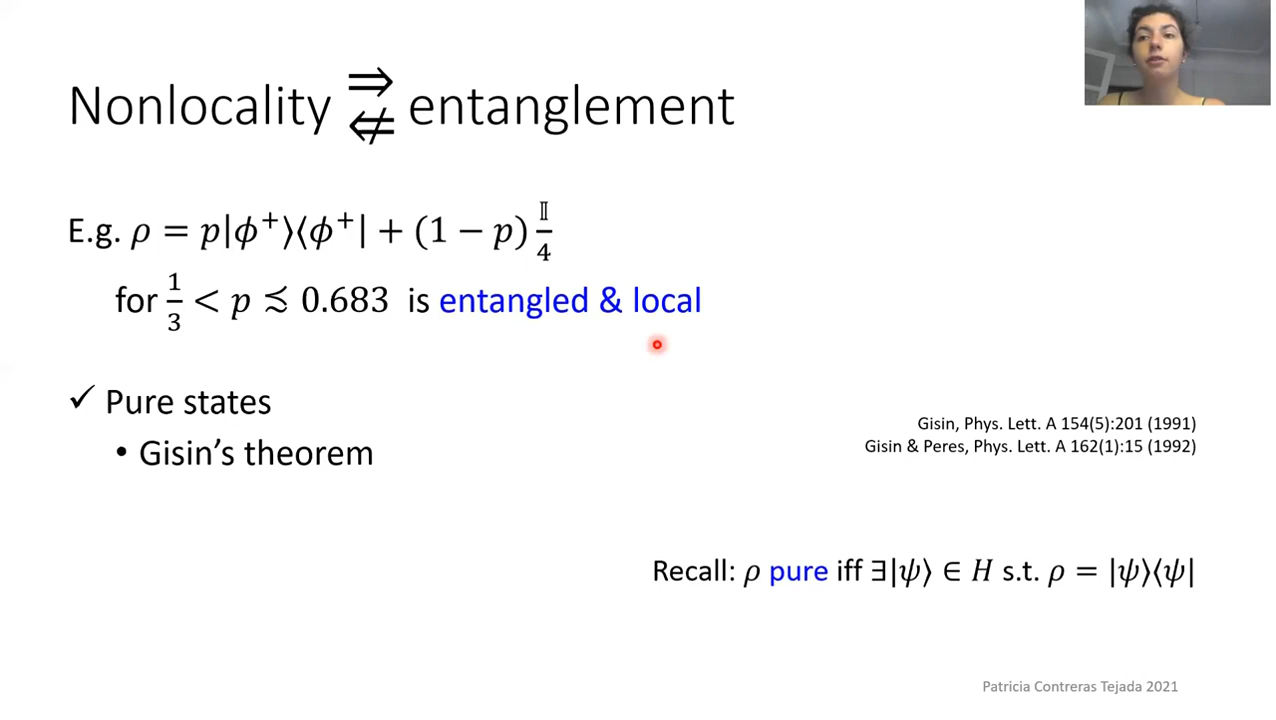 Nonlocality ⇒ ⇍ entanglement
E.g. ρ = p|ϕ⁺⟩⟨ϕ⁺| + (1 − p) 𝕀/4
for 1/3 < p ≲ 0.683 is entangled & local
✓ Pure states
• Gisin’s theorem
Gisin, Phys. Lett. A 154(5):201 (1991)
Gisin & Peres, Phys. Lett. A 162(1):15 (1992)
Recall: ρ pure iff ∃|ψ⟩ ∈ H s.t. ρ = |ψ⟩⟨ψ|
Patricia Contreras Tejada 2021